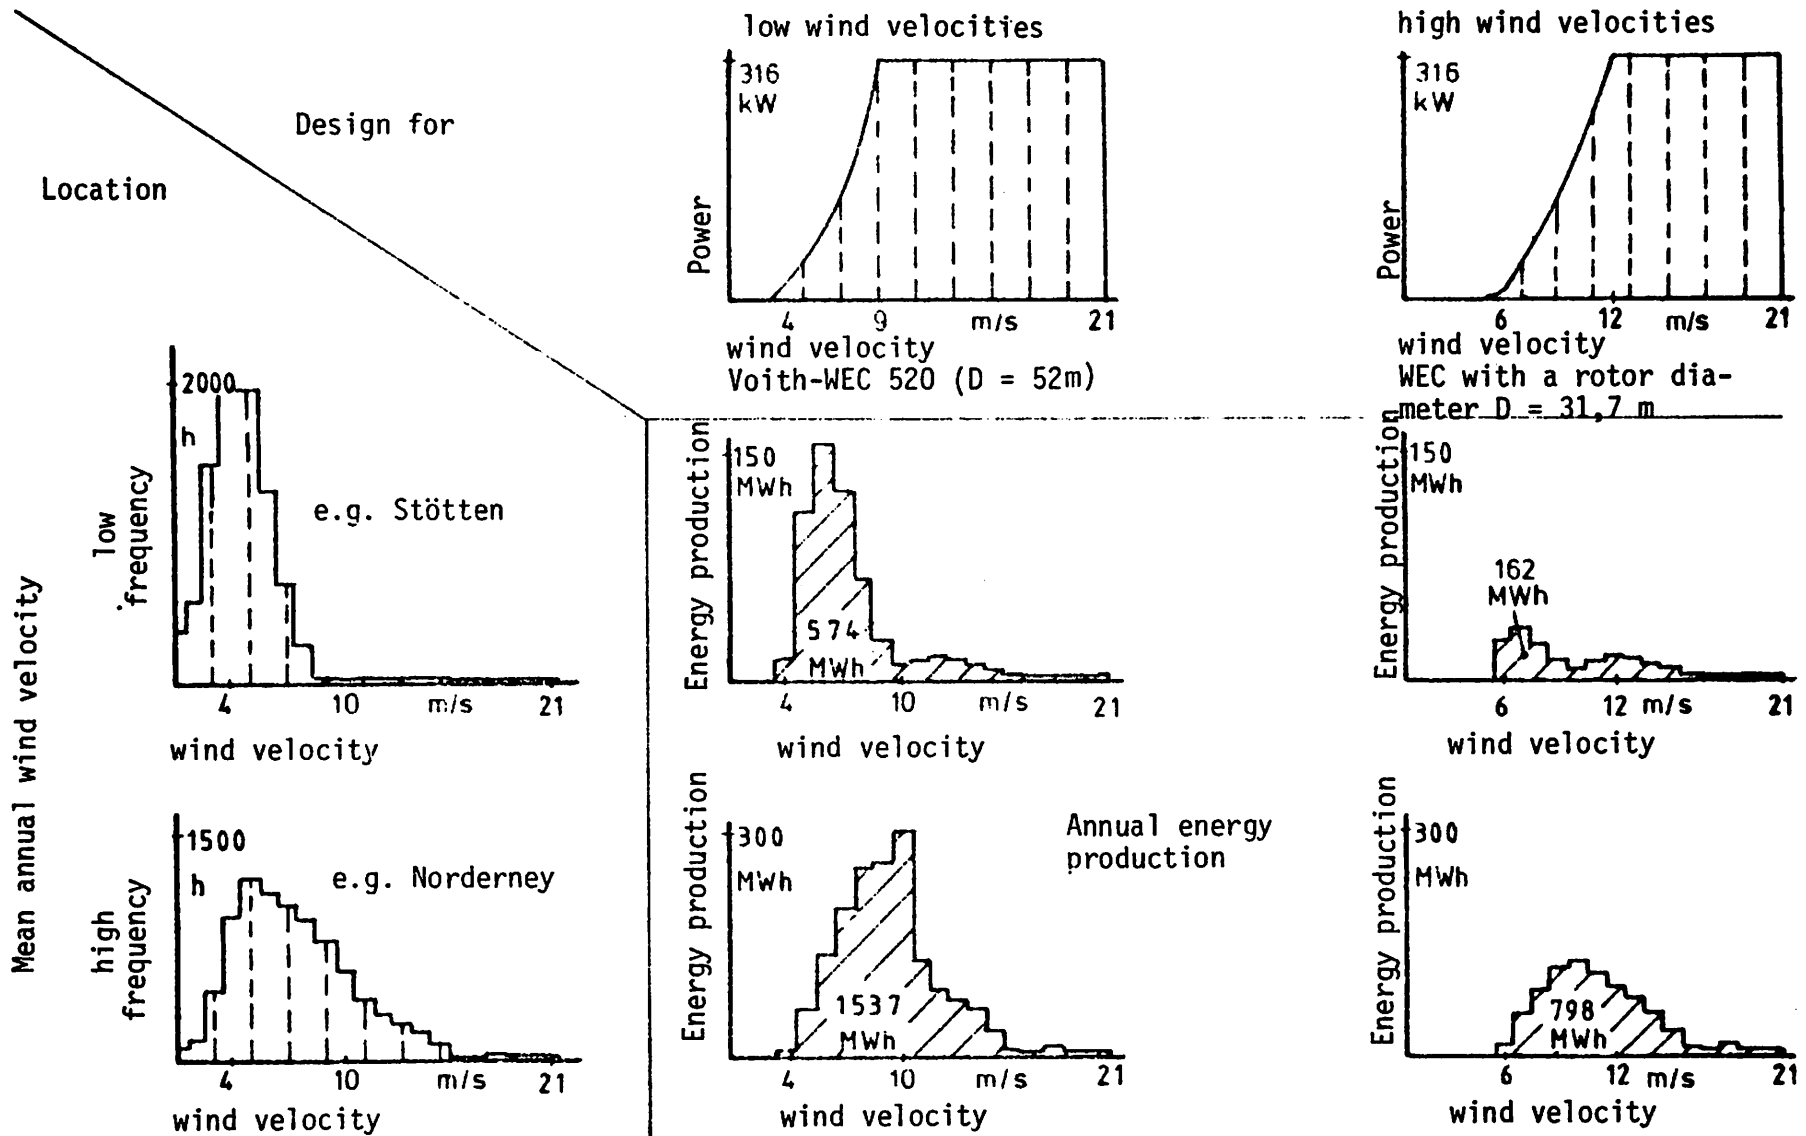 low wind velocities
high wind velocities
Design for
Location
316
kW
Power
4 9 m/s 21
wind velocity
Voith-WEC 520 (D = 52m)
316
kW
Power
6 12 m/s 21
wind velocity
WEC with a rotor dia-
meter D = 31,7 m
Mean annual wind velocity
low
frequency
2000
h
e.g. Stötten
4 10 m/s 21
wind velocity
Energy production
150
MWh
574
MWh
4 10 m/s 21
wind velocity
Energy production
150
MWh
162
MWh
6 12 m/s 21
wind velocity
high
frequency
1500
h
e.g. Norderney
4 10 m/s 21
wind velocity
Energy production
300
MWh
1537
MWh
4 10 m/s 21
wind velocity
Annual energy
production
Energy production
300
MWh
798
MWh
6 12 m/s 21
wind velocity